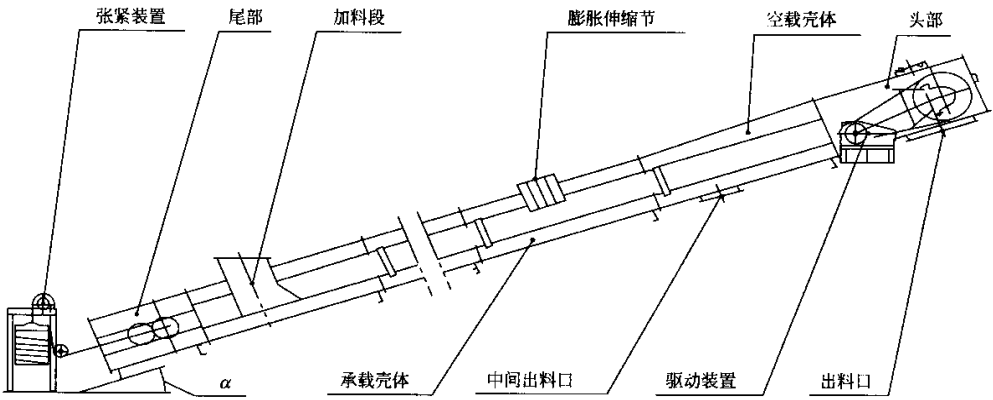 张紧装置
尾部
加料段
膨胀伸缩节
空载壳体
头部
α
承载壳体
中间出料口
驱动装置
出料口